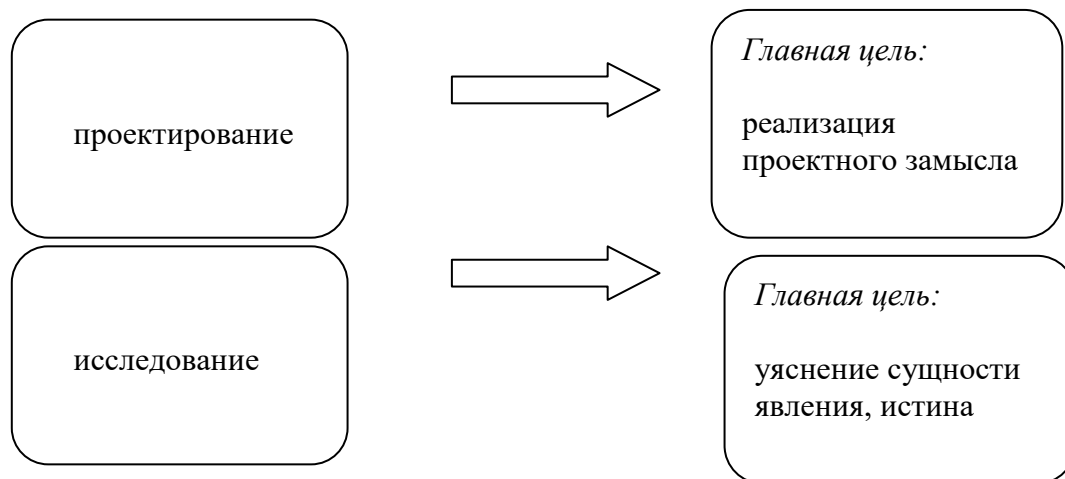 проектирование
Главная цель:
реализация
проектного замысла
исследование
Главная цель:
уяснение сущности
явления, истина